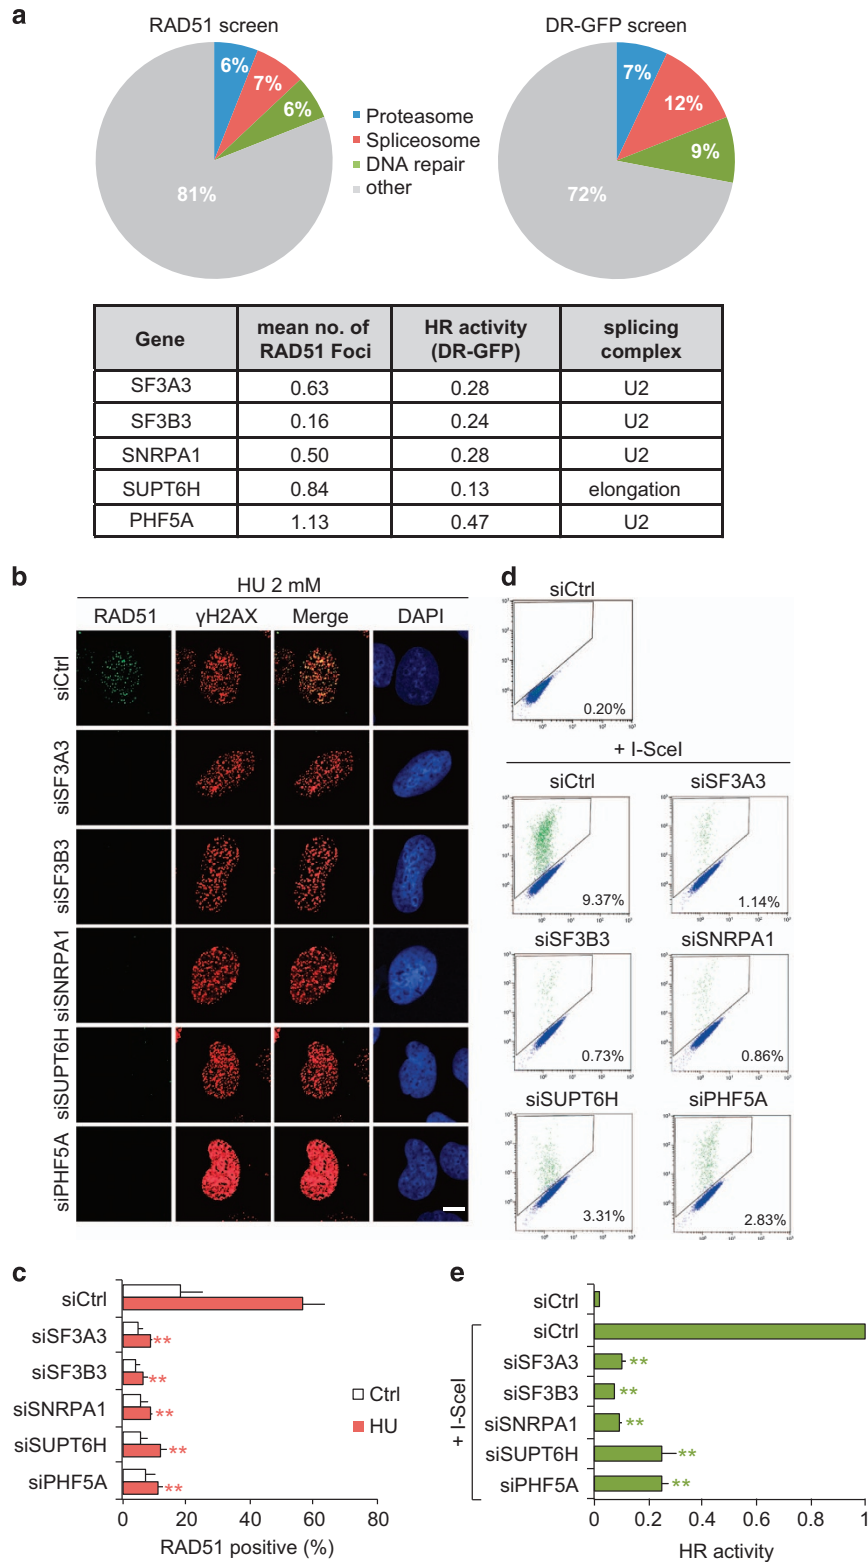 a
RAD51 screen
DR-GFP screen
6%
7%
6%
81%
Proteasome
Spliceosome
DNA repair
other
7%
12%
9%
72%
Gene mean no. of RAD51 Foci HR activity (DR-GFP) splicing complex
SF3A3 0.63 0.28 U2
SF3B3 0.16 0.24 U2
SNRPA1 0.50 0.28 U2
SUPT6H 0.84 0.13 elongation
PHF5A 1.13 0.47 U2
b
HU 2 mM
RAD51 γH2AX Merge DAPI
siCtrl
siSF3A3
siSF3B3
siSNRPA1
siSUPT6H
siPHF5A
d
siCtrl
0.20%
+ I-SceI
siCtrl
9.37%
siSF3A3
1.14%
siSF3B3
0.73%
siSNRPA1
0.86%
siSUPT6H
3.31%
siPHF5A
2.83%
c
siCtrl
siSF3A3 **
siSF3B3 **
siSNRPA1 **
siSUPT6H **
siPHF5A **
Ctrl
HU
0 20 40 60 80
RAD51 positive (%)
e
siCtrl
+ I-SceI
siCtrl
siSF3A3 **
siSF3B3 **
siSNRPA1 **
siSUPT6H **
siPHF5A **
0 0.2 0.4 0.6 0.8 1
HR activity